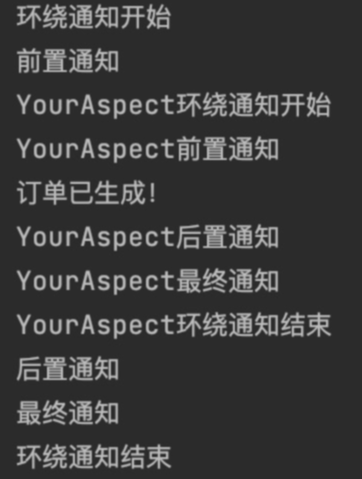 环绕通知开始
前置通知
YourAspect环绕通知开始
YourAspect前置通知
订单已生成!
YourAspect后置通知
YourAspect最终通知
YourAspect环绕通知结束
后置通知
最终通知
环绕通知结束